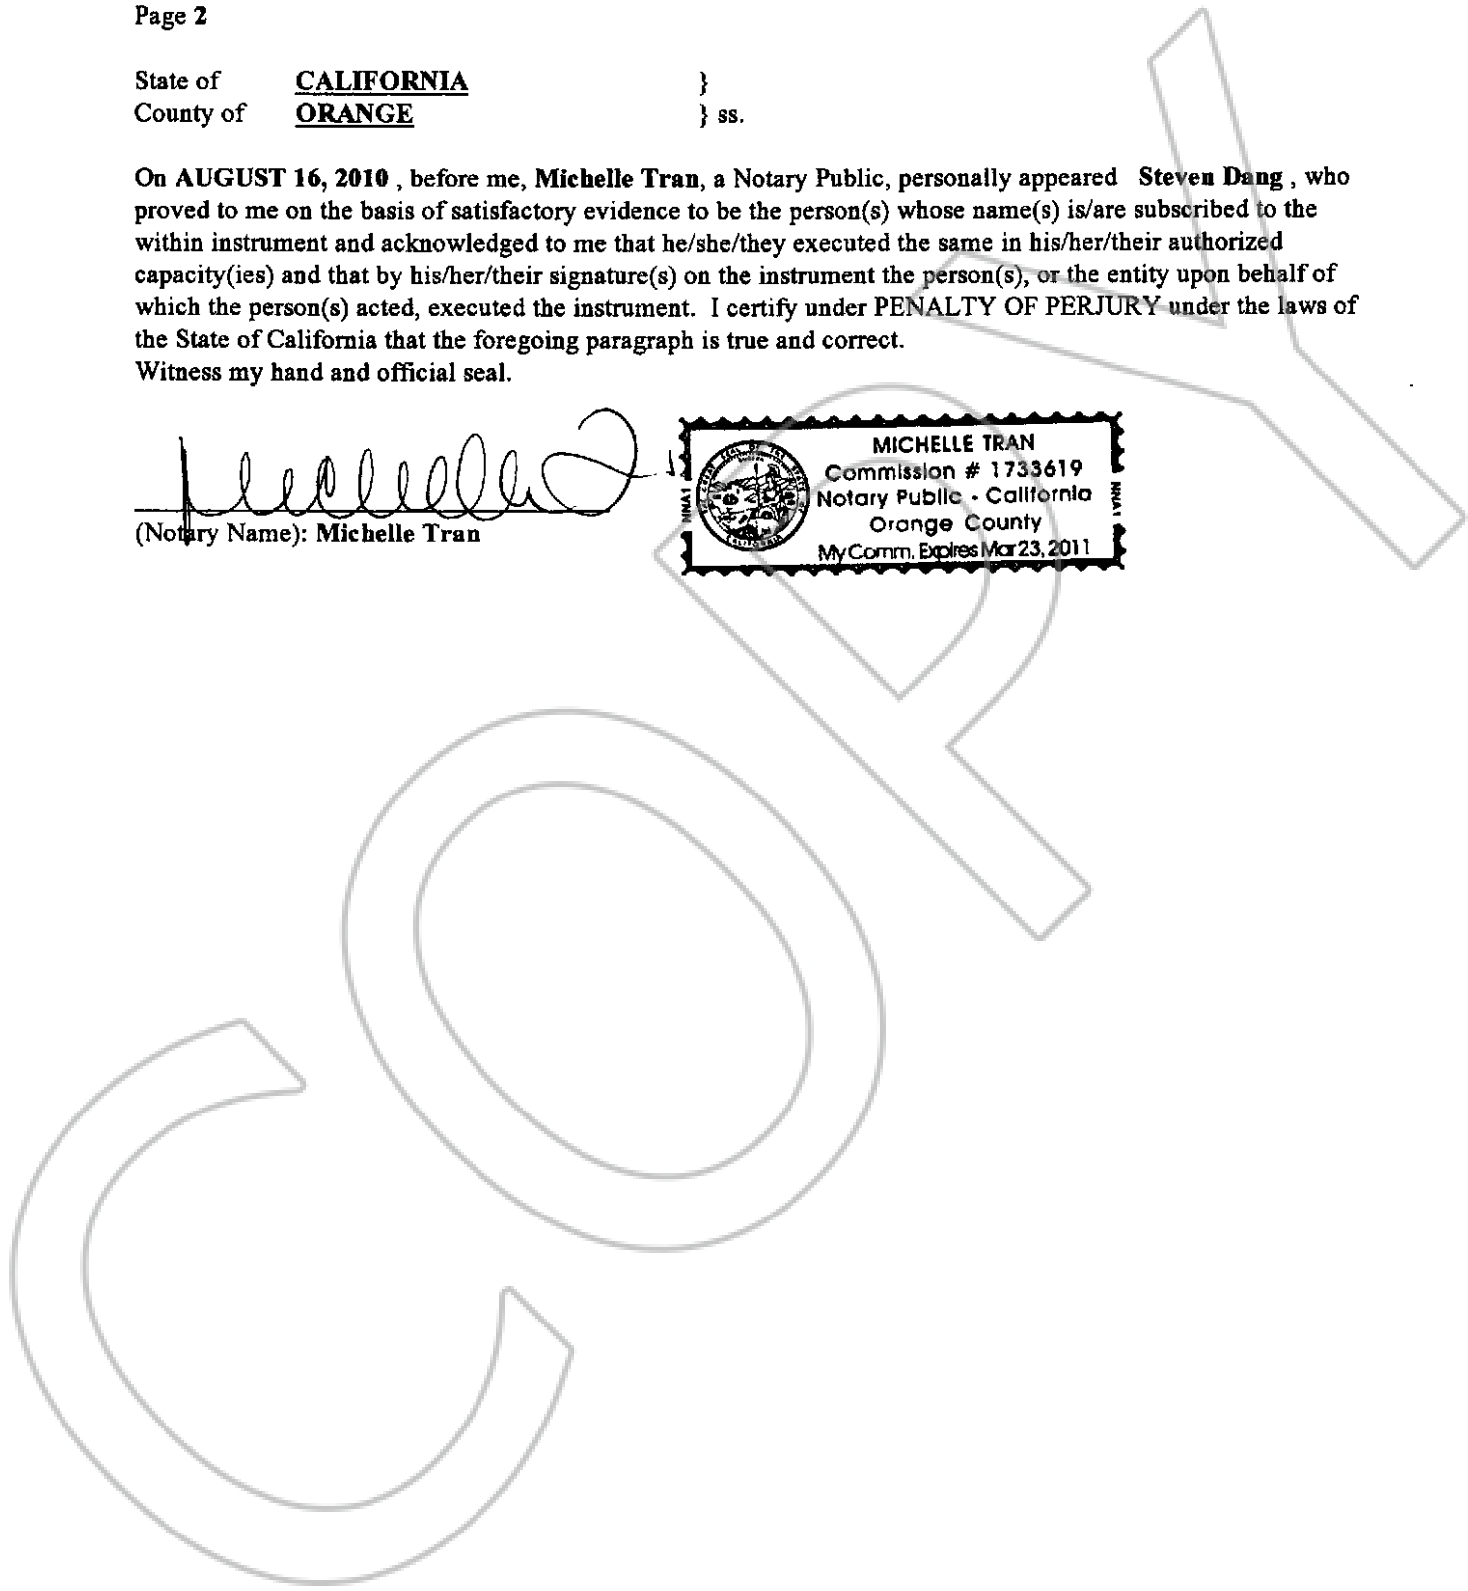 Page 2
State of CALIFORNIA }
County of ORANGE } ss.
On AUGUST 16, 2010 , before me, Michelle Tran, a Notary Public, personally appeared Steven Dang , who
proved to me on the basis of satisfactory evidence to be the person(s) whose name(s) is/are subscribed to the
within instrument and acknowledged to me that he/she/they executed the same in his/her/their authorized
capacity(ies) and that by his/her/their signature(s) on the instrument the person(s), or the entity upon behalf of
which the person(s) acted, executed the instrument. I certify under PENALTY OF PERJURY under the laws of
the State of California that the foregoing paragraph is true and correct.
Witness my hand and official seal.
(Notary Name): Michelle Tran
MICHELLE TRAN
Commission # 1733619
Notary Public - California
Orange County
My Comm. Expires Mar 23, 2011
NNA1
NNA1
COPY